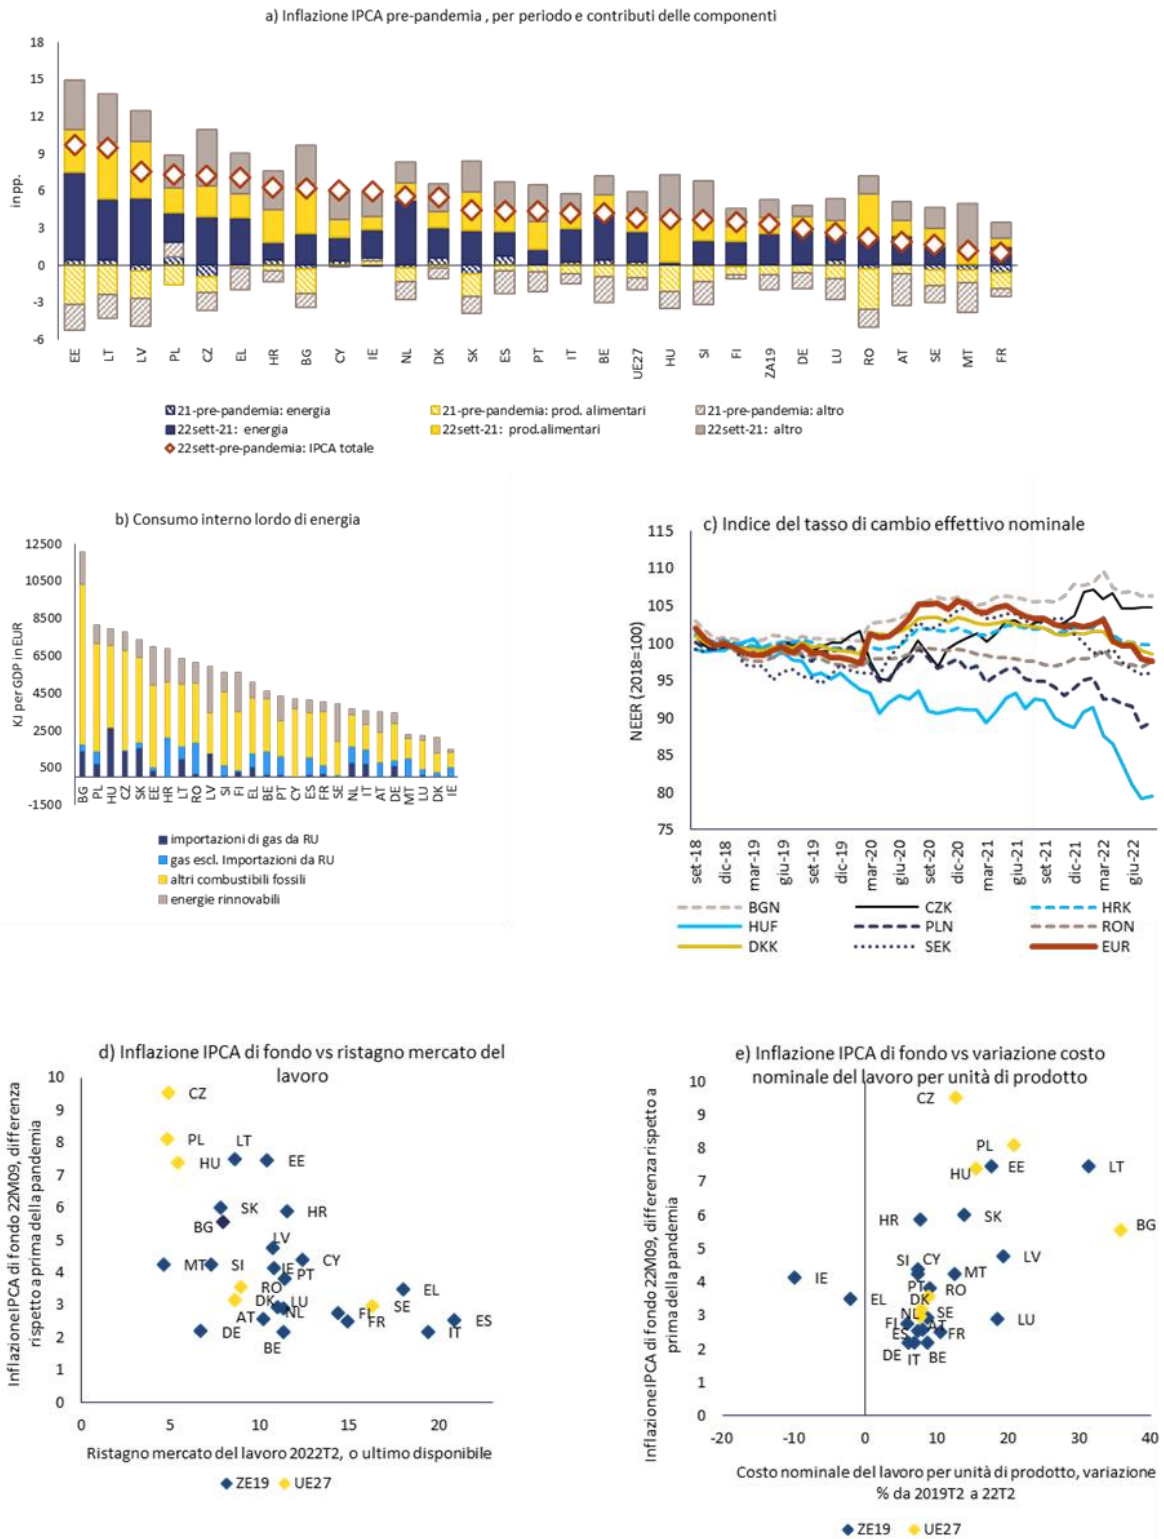 a) Inflazione IPCA pre-pandemia , per periodo e contributi delle componenti
in pp.
18
15
12
9
6
3
0
-3
-6
EE LT LV PL CZ EL HR BG CY IE NL DK SK ES PT IT BE UE27 HU SI FI ZA19 DE LU RO AT SE MT FR
21-pre-pandemia: energia
21-pre-pandemia: prod. alimentari
21-pre-pandemia: altro
22sett-21: energia
22sett-21: prod.alimentari
22sett-21: altro
22sett-pre-pandemia: IPCA totale
b) Consumo interno lordo di energia
KJ per GDP in EUR
12500
10500
8500
6500
4500
2500
500
-1500
BG PL HU CZ SK EE HR LT RO LV SI FI EL BE PT CY ES FR SE NL IT AT DE MT LU DK IE
importazioni di gas da RU
gas escl. Importazioni da RU
altri combustibili fossili
energie rinnovabili
c) Indice del tasso di cambio effettivo nominale
NEER (2018=100)
115
110
105
100
95
90
85
80
75
set-18 dic-18 mar-19 giu-19 set-19 dic-19 mar-20 giu-20 set-20 dic-20 mar-21 giu-21 set-21 dic-21 mar-22 giu-22
BGN CZK HRK
HUF PLN RON
DKK SEK EUR
d) Inflazione IPCA di fondo vs ristagno mercato del
lavoro
Inflazione IPCA di fondo 22M09, differenza
rispetto a prima della pandemia
10
9
8
7
6
5
4
3
2
1
0
CZ
PL
LT
HU
EE
SK
HR
BG
LV
CY
MT
SI
IE
PT
RO
EL
DK
LU
SE
AT
NL
FI
FR
ES
DE
BE
IT
0 5 10 15 20
Ristagno mercato del lavoro 2022T2, o ultimo disponibile
ZE19 UE27
e) Inflazione IPCA di fondo vs variazione costo
nominale del lavoro per unità di prodotto
Inflazione IPCA di fondo 22M09, differenza rispetto a
prima della pandemia
10
9
8
7
6
5
4
3
2
1
0
CZ
PL
HU
EE
LT
HR
SK
BG
SI
CY
LV
IE
MT
PT
RO
EL
DK
NL
SE
LU
FI
AT
ES
FR
DE
IT
BE
-20 -10 0 10 20 30 40
Costo nominale del lavoro per unità di prodotto, variazione
% da 2019T2 a 22T2
ZE19 UE27